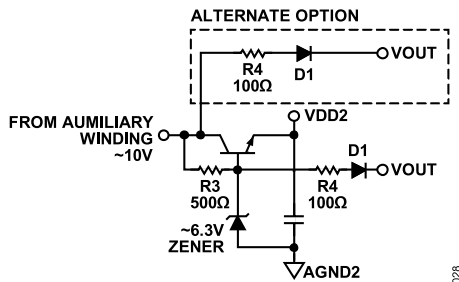 ALTERNATE OPTION
R4
100Ω
D1
VOUT
VDD2
FROM AUMILIARY
WINDING
~10V
D1
VOUT
R3
500Ω
R4
100Ω
~6.3V
ZENER
AGND2
028